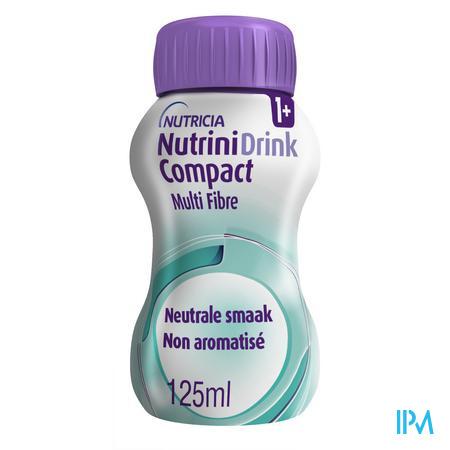 1+
NUTRICIA
NutriniDrink
Compact
Multi Fibre
Neutrale smaak
Non aromatisé
125ml
IPM